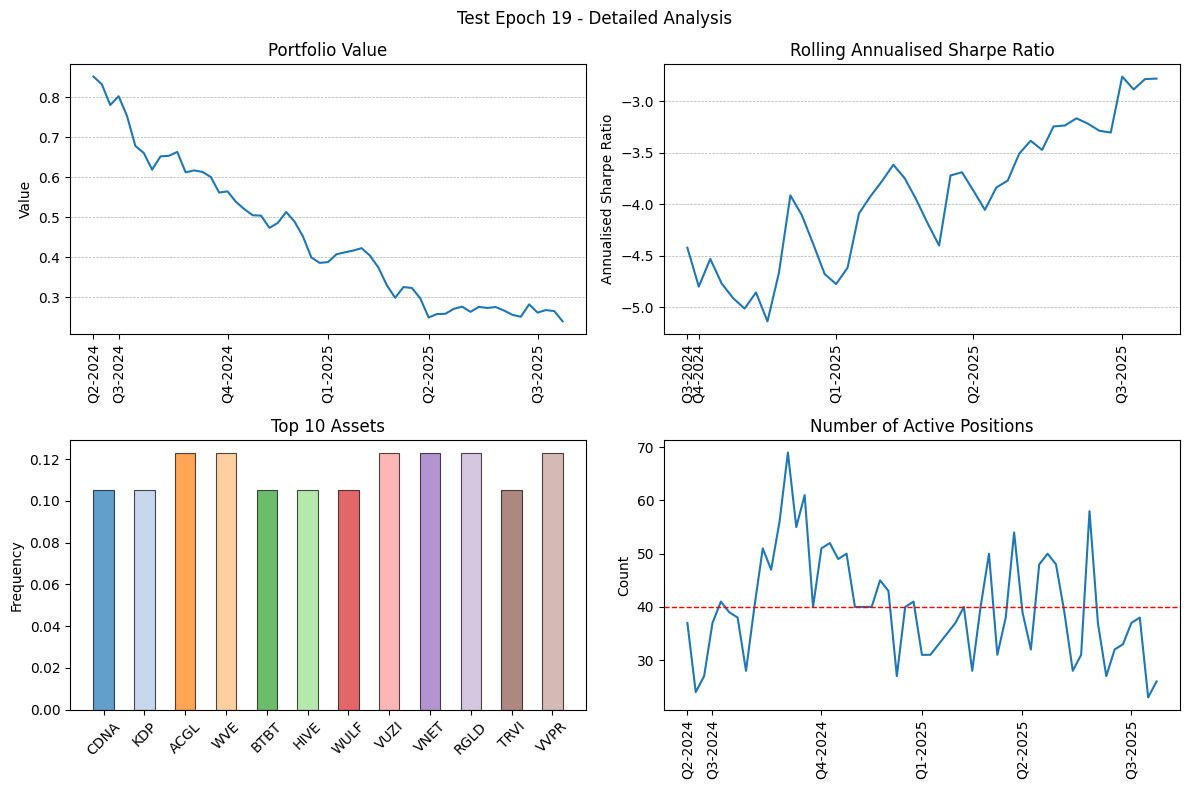 Test Epoch 19 - Detailed Analysis
Portfolio Value
Value
0.8
0.7
0.6
0.5
0.4
0.3
Q2-2024
Q3-2024
Q4-2024
Q1-2025
Q2-2025
Q3-2025
Rolling Annualised Sharpe Ratio
Annualised Sharpe Ratio
−3.0
−3.5
−4.0
−4.5
−5.0
Q3-2024
Q4-2024
Q1-2025
Q2-2025
Q3-2025
Top 10 Assets
Frequency
0.12
0.10
0.08
0.06
0.04
0.02
0.00
CDNA
KDP
ACGL
WVE
BTBT
HIVE
WULF
VUZI
VNET
RGLD
TRVI
VVPR
Number of Active Positions
Count
70
60
50
40
30
Q2-2024
Q3-2024
Q4-2024
Q1-2025
Q2-2025
Q3-2025